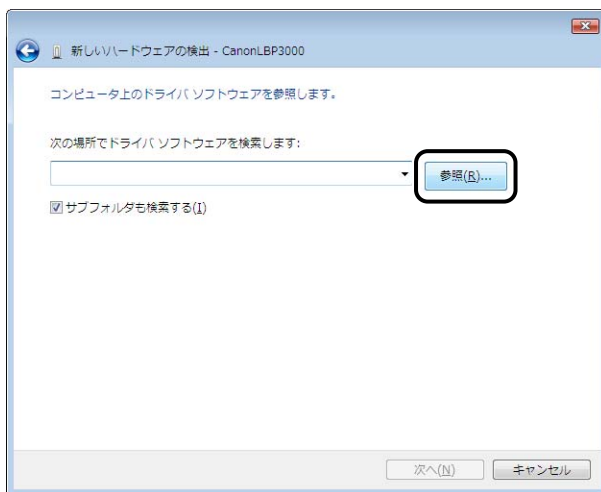 新しいハードウェアの検出 - CanonLBP3000
コンピュータ上のドライバ ソフトウェアを参照します。
次の場所でドライバ ソフトウェアを検索します:
参照(R)...
サブフォルダも検索する(I)
次へ(N) キャンセル